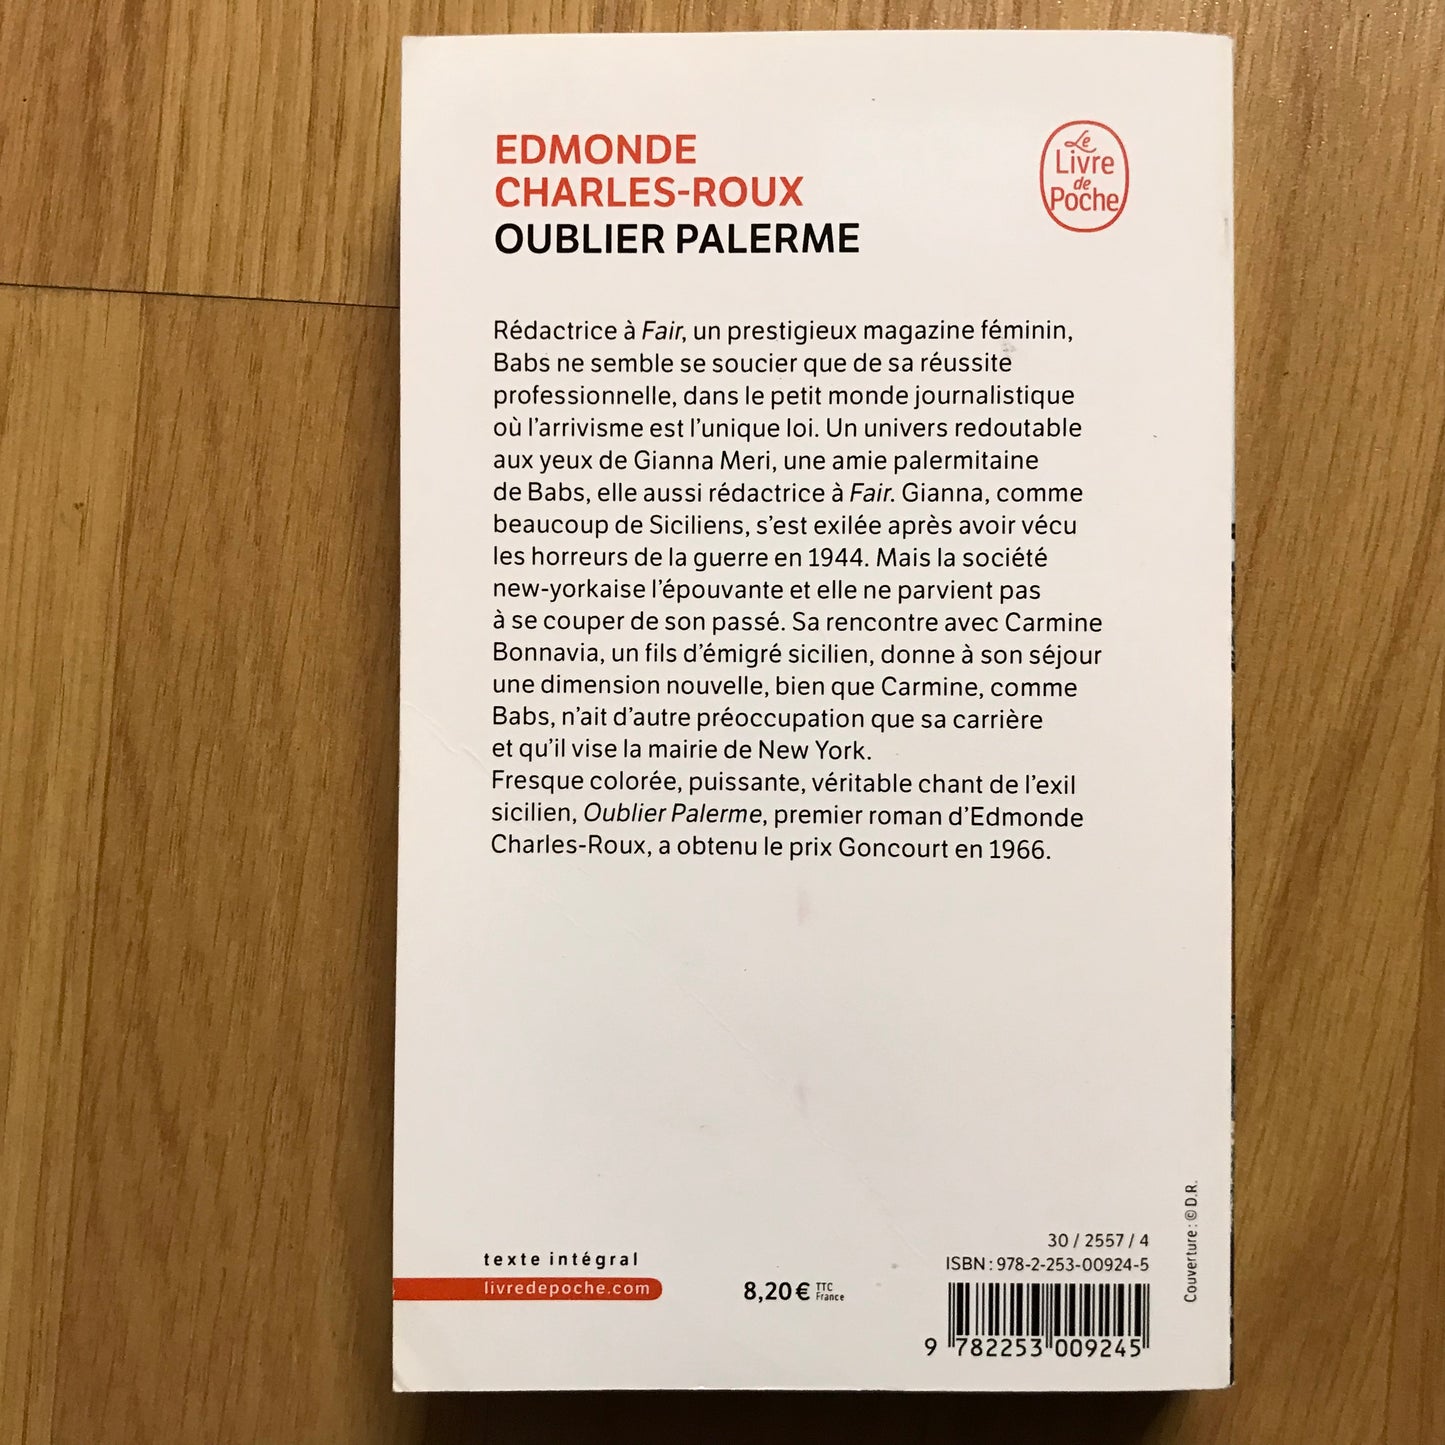 EDMONDE
CHARLES-ROUX
OUBLIER PALERME
Le
Livre
de
Poche
Rédactrice à Fair, un prestigieux magazine féminin,
Babs ne semble se soucier que de sa réussite
professionnelle, dans le petit monde journalistique
où l'arrivisme est l'unique loi. Un univers redoutable
aux yeux de Gianna Meri, une amie palermitaine
de Babs, elle aussi rédactrice à Fair. Gianna, comme
beaucoup de Siciliens, s'est exilée après avoir vécu
les horreurs de la guerre en 1944. Mais la société
new-yorkaise l'épouvante et elle ne parvient pas
à se couper de son passé. Sa rencontre avec Carmine
Bonnavia, un fils d'émigré sicilien, donne à son séjour
une dimension nouvelle, bien que Carmine, comme
Babs, n'ait d'autre préoccupation que sa carrière
et qu'il vise la mairie de New York.
Fresque colorée, puissante, véritable chant de l'exil
sicilien, Oublier Palerme, premier roman d'Edmonde
Charles-Roux, a obtenu le prix Goncourt en 1966.
texte intégral
livredepoche.com
8,20 € TTC
France
30 / 2557 / 4
ISBN : 978-2-253-00924-5
9 782253 009245
Couverture : © D.R.